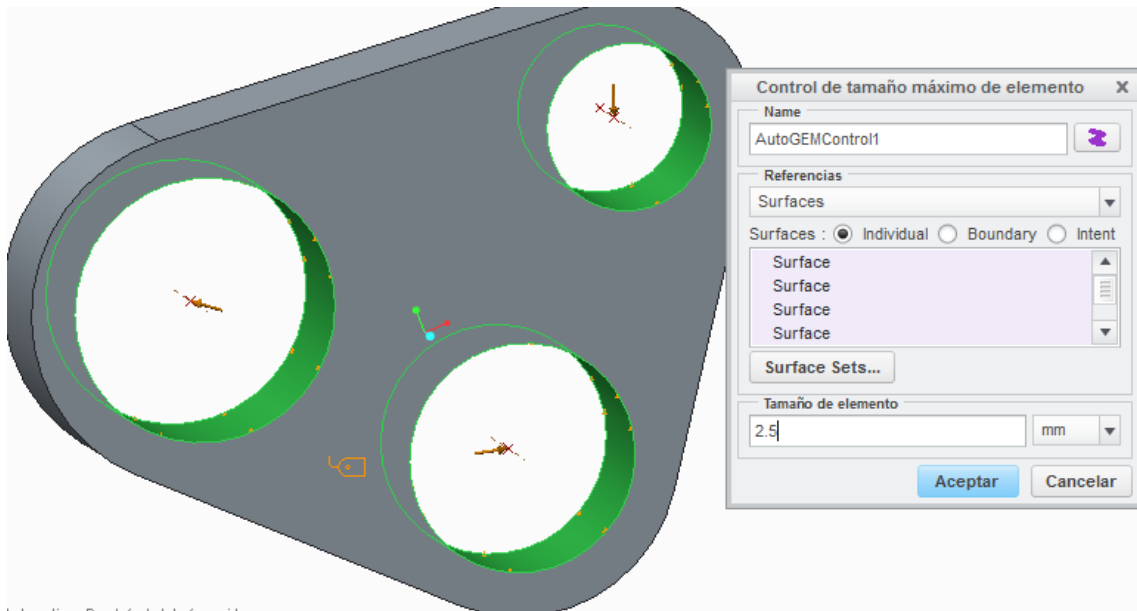 Control de tamaño máximo de elemento
Name
AutoGEMControl1
Referencias
Surfaces
Surfaces : Individual Boundary Intent
Surface
Surface
Surface
Surface
Surface Sets...
Tamaño de elemento
2.5 mm
Aceptar Cancelar